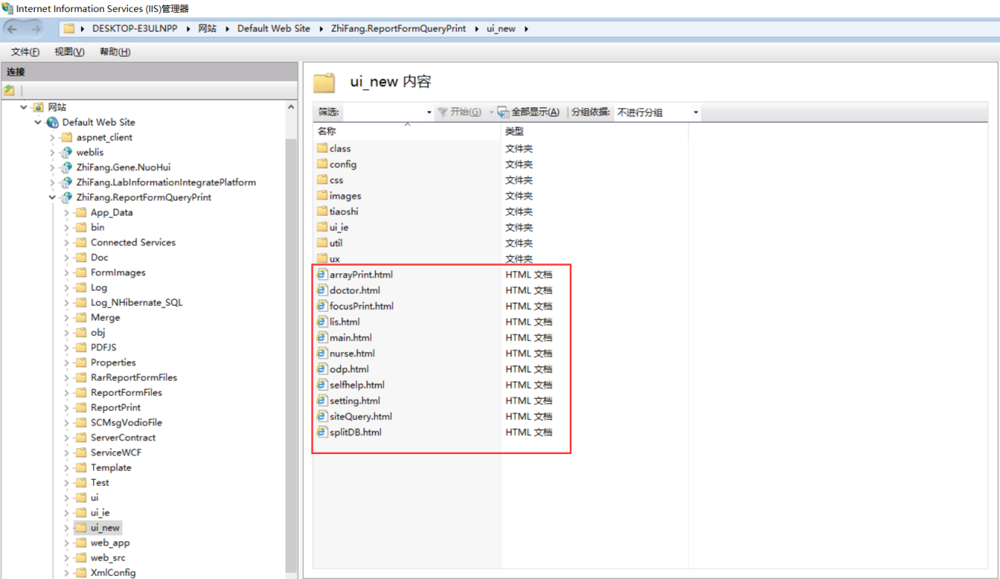 Internet Information Services (IIS)管理器
DESKTOP-E3ULNPP 网站 Default Web Site ZhiFang.ReportFormQueryPrint ui_new
文件(F) 视图(V) 帮助(H)
连接
网站
Default Web Site
aspnet_client
weblis
ZhiFang.Gene.NuoHui
ZhiFang.LabInformationIntegratePlatform
ZhiFang.ReportFormQueryPrint
App_Data
bin
Connected Services
Doc
FormImages
Log
Log_NHibernate_SQL
Merge
obj
PDFJS
Properties
RarReportFormFiles
ReportFormFiles
ReportPrint
SCMsgVodioFile
ServerContract
ServiceWCF
Template
Test
ui
ui_ie
ui_new
web_app
web_src
XmlConfig
ui_new 内容
筛选: 开始(G) 全部显示(A) 分组依据: 不进行分组
名称 类型
class 文件夹
config 文件夹
css 文件夹
images 文件夹
tiaoshi 文件夹
ui_ie 文件夹
util 文件夹
ux 文件夹
arrayPrint.html HTML 文档
doctor.html HTML 文档
focusPrint.html HTML 文档
lis.html HTML 文档
main.html HTML 文档
nurse.html HTML 文档
odp.html HTML 文档
selfhelp.html HTML 文档
setting.html HTML 文档
siteQuery.html HTML 文档
splitDB.html HTML 文档